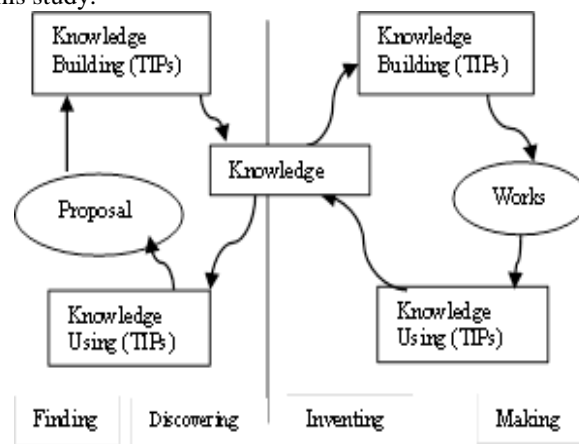 his study.
Knowledge
Building (TIPs)
Knowledge
Building (TIPs)
Knowledge
Proposal
Works
Knowledge
Using (TIPs)
Knowledge
Using (TIPs)
Finding
Discovering
Inventing
Making